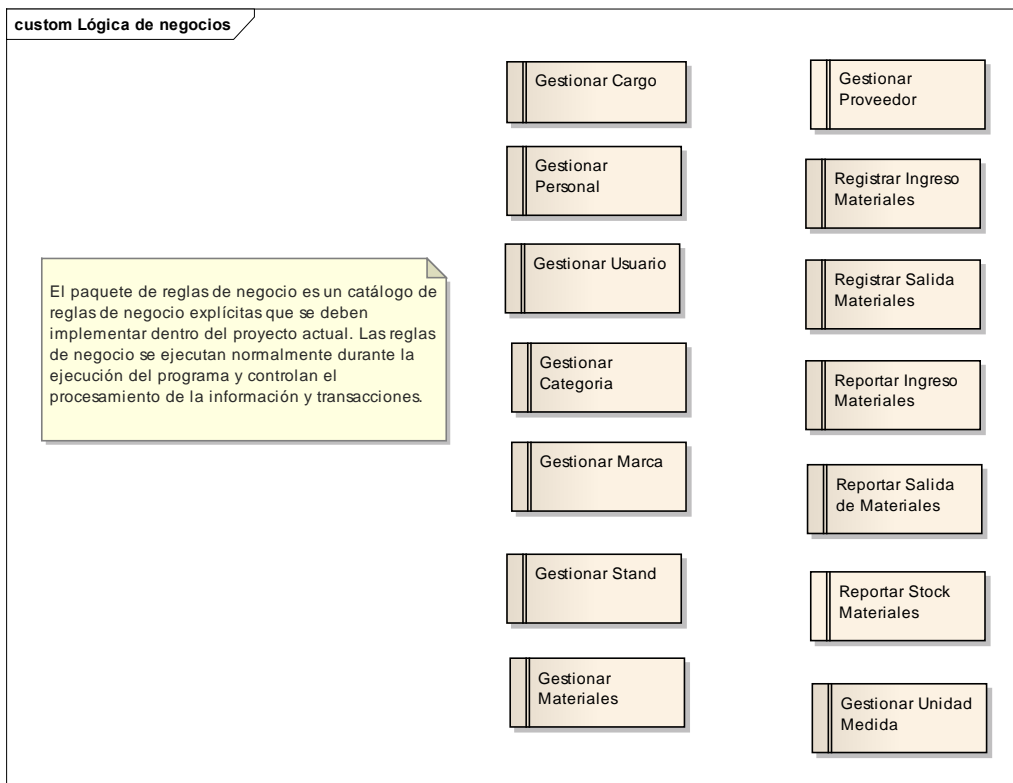 custom Lógica de negocios
El paquete de reglas de negocio es un catálogo de
reglas de negocio explícitas que se deben
implementar dentro del proyecto actual. Las reglas
de negocio se ejecutan normalmente durante la
ejecución del programa y controlan el
procesamiento de la información y transacciones.
Gestionar Cargo
Gestionar
Personal
Gestionar Usuario
Gestionar
Categoria
Gestionar Marca
Gestionar Stand
Gestionar
Materiales
Gestionar
Proveedor
Registrar Ingreso
Materiales
Registrar Salida
Materiales
Reportar Ingreso
Materiales
Reportar Salida
de Materiales
Reportar Stock
Materiales
Gestionar Unidad
Medida